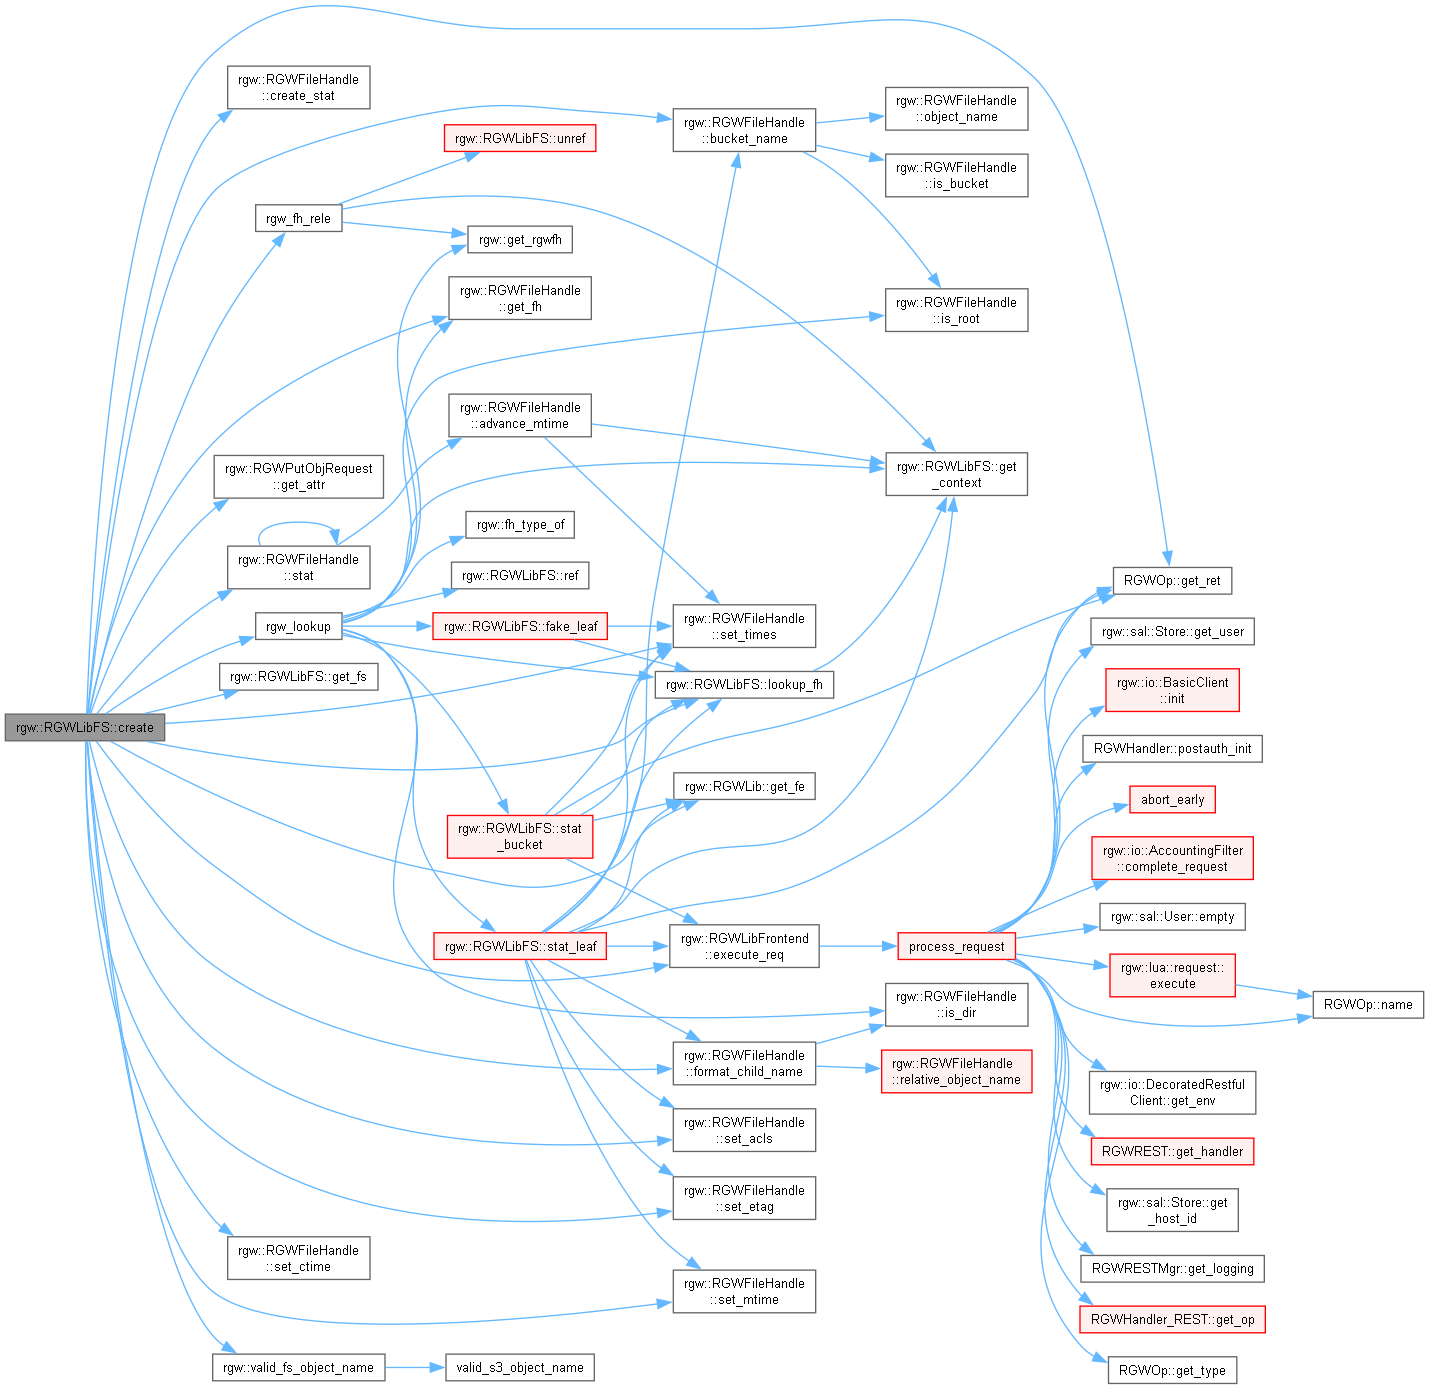 rgw::RGWLibFS::create
rgw::RGWFileHandle
::create_stat
rgw_fh_rele
rgw::RGWPutObjRequest
::get_attr
rgw::RGWFileHandle
::stat
rgw_lookup
rgw::RGWLibFS::get_fs
rgw::RGWFileHandle
::set_ctime
rgw::valid_fs_object_name
rgw::RGWLibFS::unref
rgw::get_rgwfh
rgw::RGWFileHandle
::get_fh
rgw::RGWFileHandle
::advance_mtime
rgw::fh_type_of
rgw::RGWLibFS::ref
rgw::RGWLibFS::fake_leaf
rgw::RGWLibFS::stat
_bucket
rgw::RGWLibFS::stat_leaf
valid_s3_object_name
rgw::RGWFileHandle
::bucket_name
rgw::RGWFileHandle
::set_times
rgw::RGWLibFS::lookup_fh
rgw::RGWLib::get_fe
rgw::RGWLibFrontend
::execute_req
rgw::RGWFileHandle
::format_child_name
rgw::RGWFileHandle
::set_acls
rgw::RGWFileHandle
::set_etag
rgw::RGWFileHandle
::set_mtime
rgw::RGWFileHandle
::object_name
rgw::RGWFileHandle
::is_bucket
rgw::RGWFileHandle
::is_root
rgw::RGWLibFS::get
_context
process_request
rgw::RGWFileHandle
::is_dir
rgw::RGWFileHandle
::relative_object_name
RGWOp::get_ret
rgw::sal::Store::get_user
rgw::io::BasicClient
::init
RGWHandler::postauth_init
abort_early
rgw::io::AccountingFilter
::complete_request
rgw::sal::User::empty
rgw::lua::request::
execute
RGWOp::name
rgw::io::DecoratedRestful
Client::get_env
RGWREST::get_handler
rgw::sal::Store::get
_host_id
RGWRESTMgr::get_logging
RGWHandler_REST::get_op
RGWOp::get_type